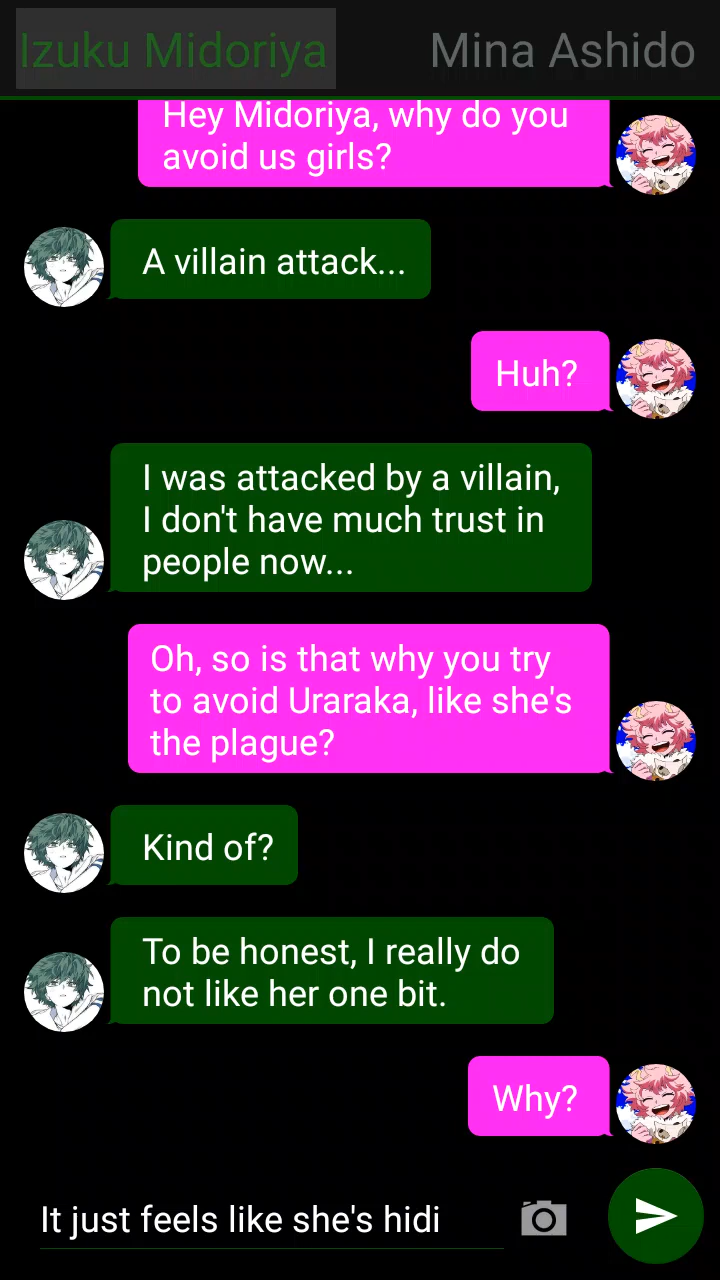 Izuku Midoriya
Mina Ashido
Hey Midoriya, why do you
avoid us girls?
A villain attack...
Huh?
I was attacked by a villain,
I don't have much trust in
people now...
Oh, so is that why you try
to avoid Uraraka, like she's
the plague?
Kind of?
To be honest, I really do
not like her one bit.
Why?
It just feels like she's hidi